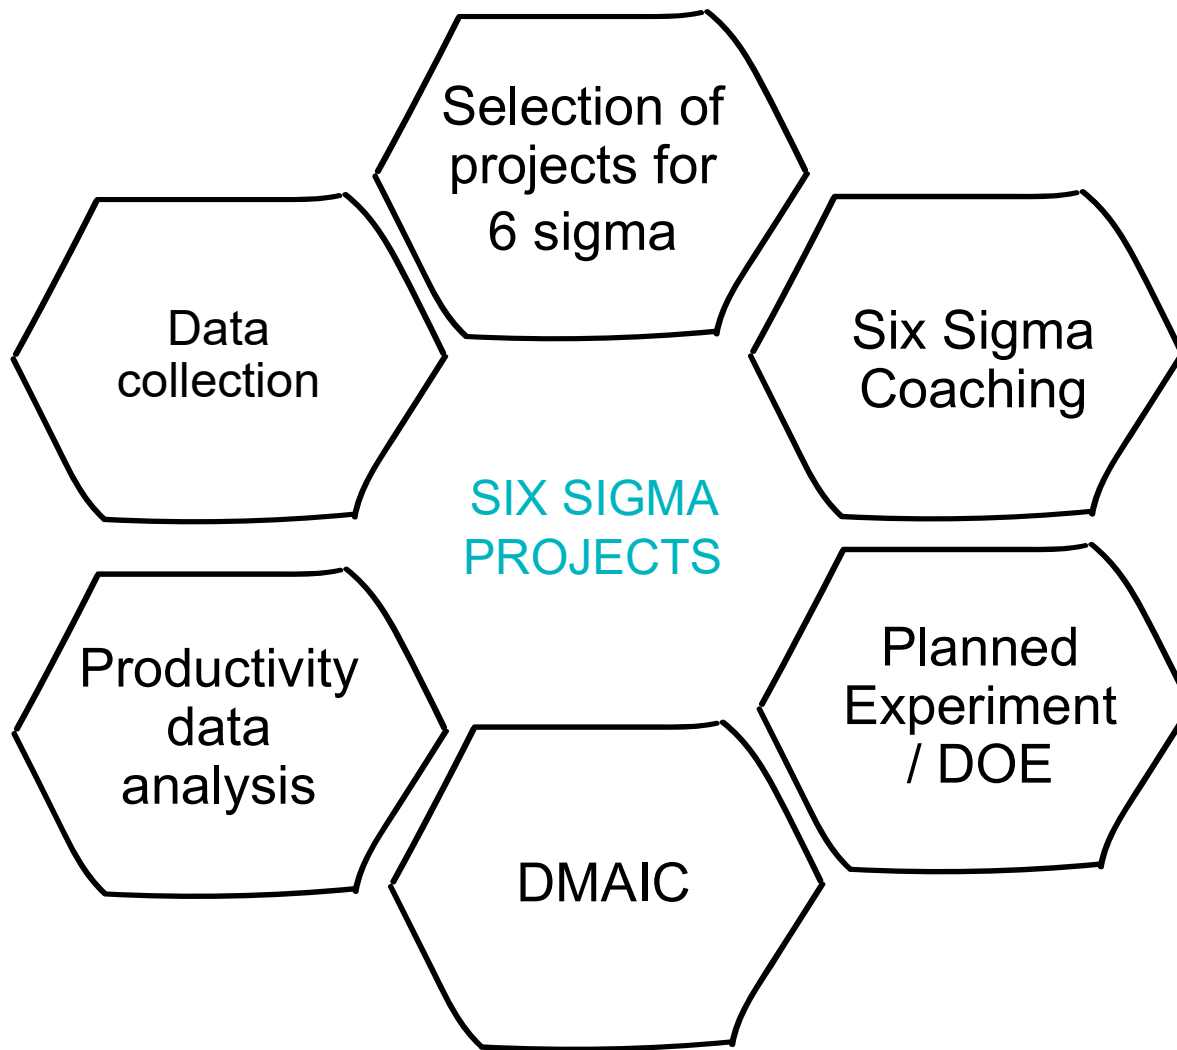 Selection of
projects for
6 sigma
Six Sigma
Coaching
Planned
Experiment
/ DOE
DMAIC
Productivity
data
analysis
Data
collection
SIX SIGMA
PROJECTS